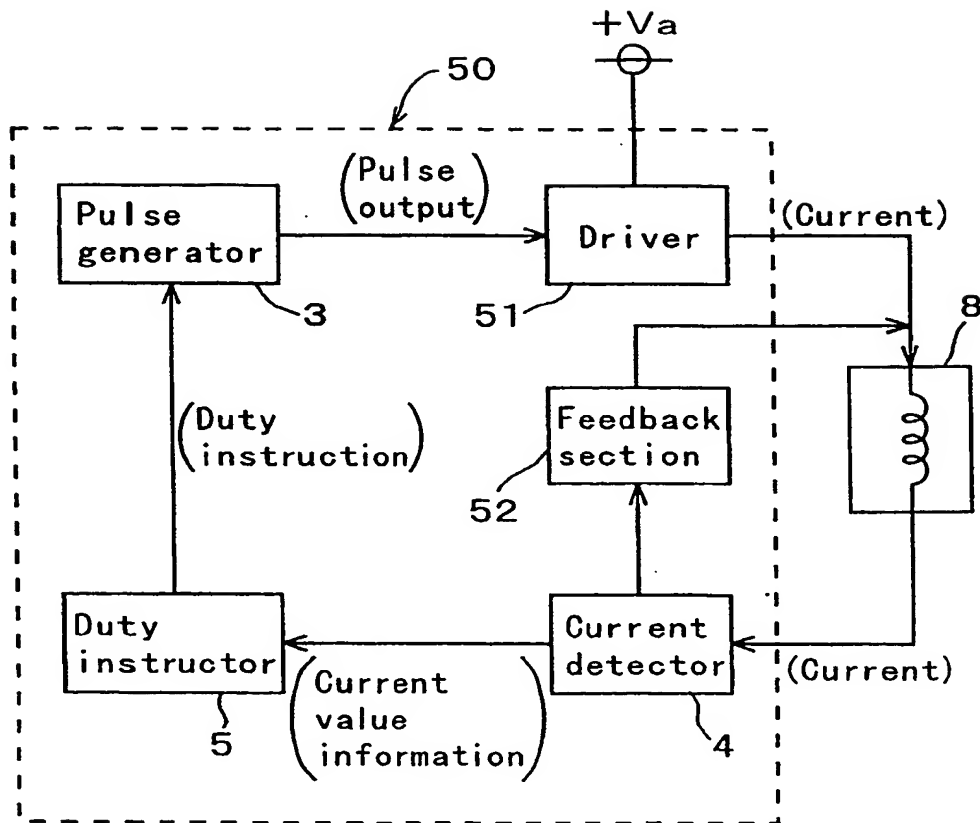 +Va
50
(Pulse
output)
Pulse
generator
Driver
(Current)
3
51
8
(Duty
instruction)
Feedback
section
52
Duty
instructor
Current
detector
(Current)
(Current
value
information)
5
4